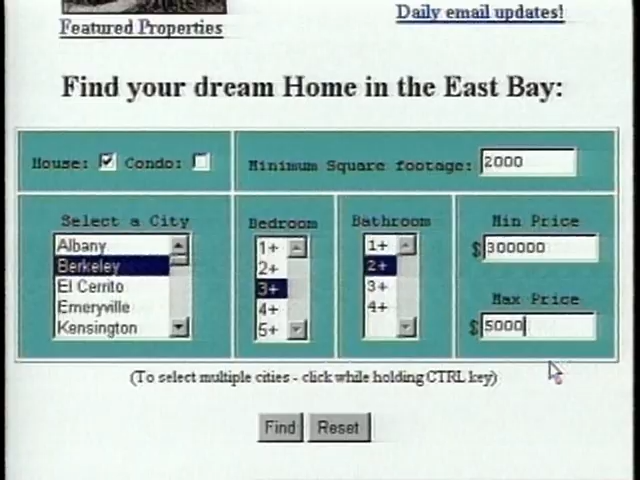 Featured Properties
Daily email updates!
Find your dream Home in the East Bay:
House: Condo:
Minimum Square footage: 2000
Select a City
Albany
Berkeley
El Cerrito
Emeryville
Kensington
Bedroom
1+
2+
3+
4+
5+
Bathroom
1+
2+
3+
4+
Min Price
$ 300000
Max Price
$ 5000
(To select multiple cities - click while holding CTRL key)
Find Reset